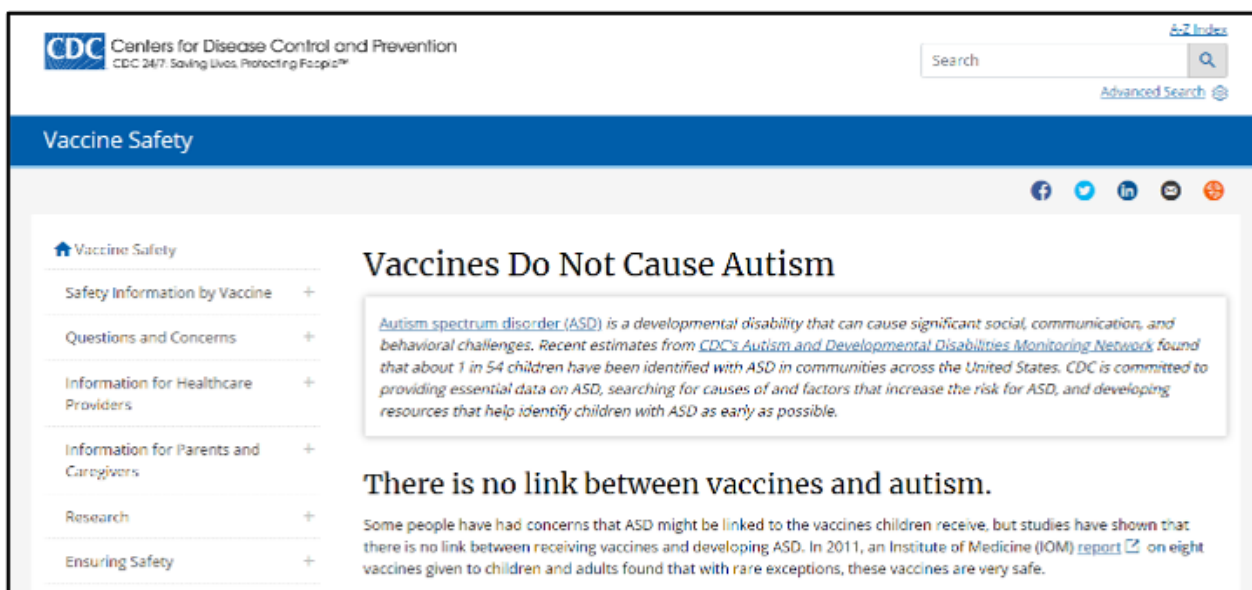 A-Z Index
CDC Centers for Disease Control and Prevention
CDC 24/7: Saving Lives, Protecting People™
Search
Advanced Search
Vaccine Safety
Vaccine Safety
Safety Information by Vaccine
Questions and Concerns
Information for Healthcare
Providers
Information for Parents and
Caregivers
Research
Ensuring Safety
Vaccines Do Not Cause Autism
Autism spectrum disorder (ASD) is a developmental disability that can cause significant social, communication, and
behavioral challenges. Recent estimates from CDC's Autism and Developmental Disabilities Monitoring Network found
that about 1 in 54 children have been identified with ASD in communities across the United States. CDC is committed to
providing essential data on ASD, searching for causes of and factors that increase the risk for ASD, and developing
resources that help identify children with ASD as early as possible.
There is no link between vaccines and autism.
Some people have had concerns that ASD might be linked to the vaccines children receive, but studies have shown that
there is no link between receiving vaccines and developing ASD. In 2011, an Institute of Medicine (IOM) report on eight
vaccines given to children and adults found that with rare exceptions, these vaccines are very safe.